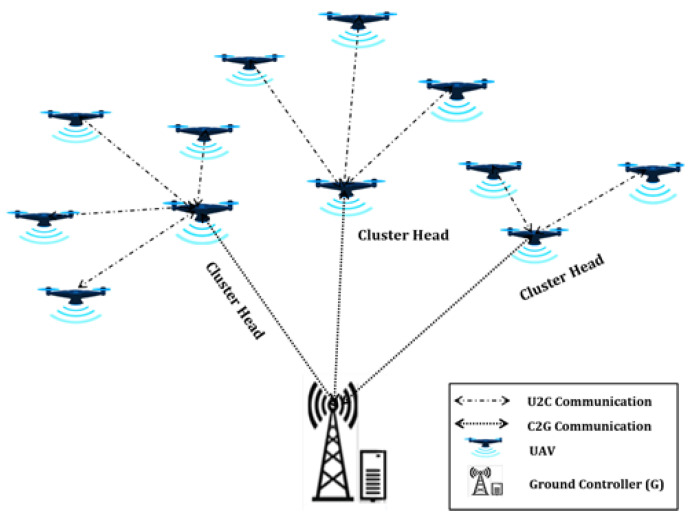 Cluster Head
Cluster Head
Cluster Head
U2C Communication
C2G Communication
UAV
Ground Controller (G)